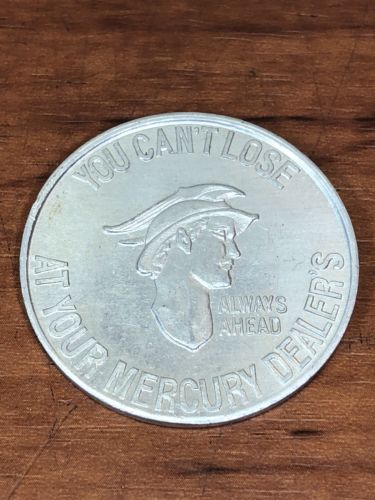 YOU CAN'T LOSE
ALWAYS
AHEAD
AT YOUR MERCURY DEALER'S